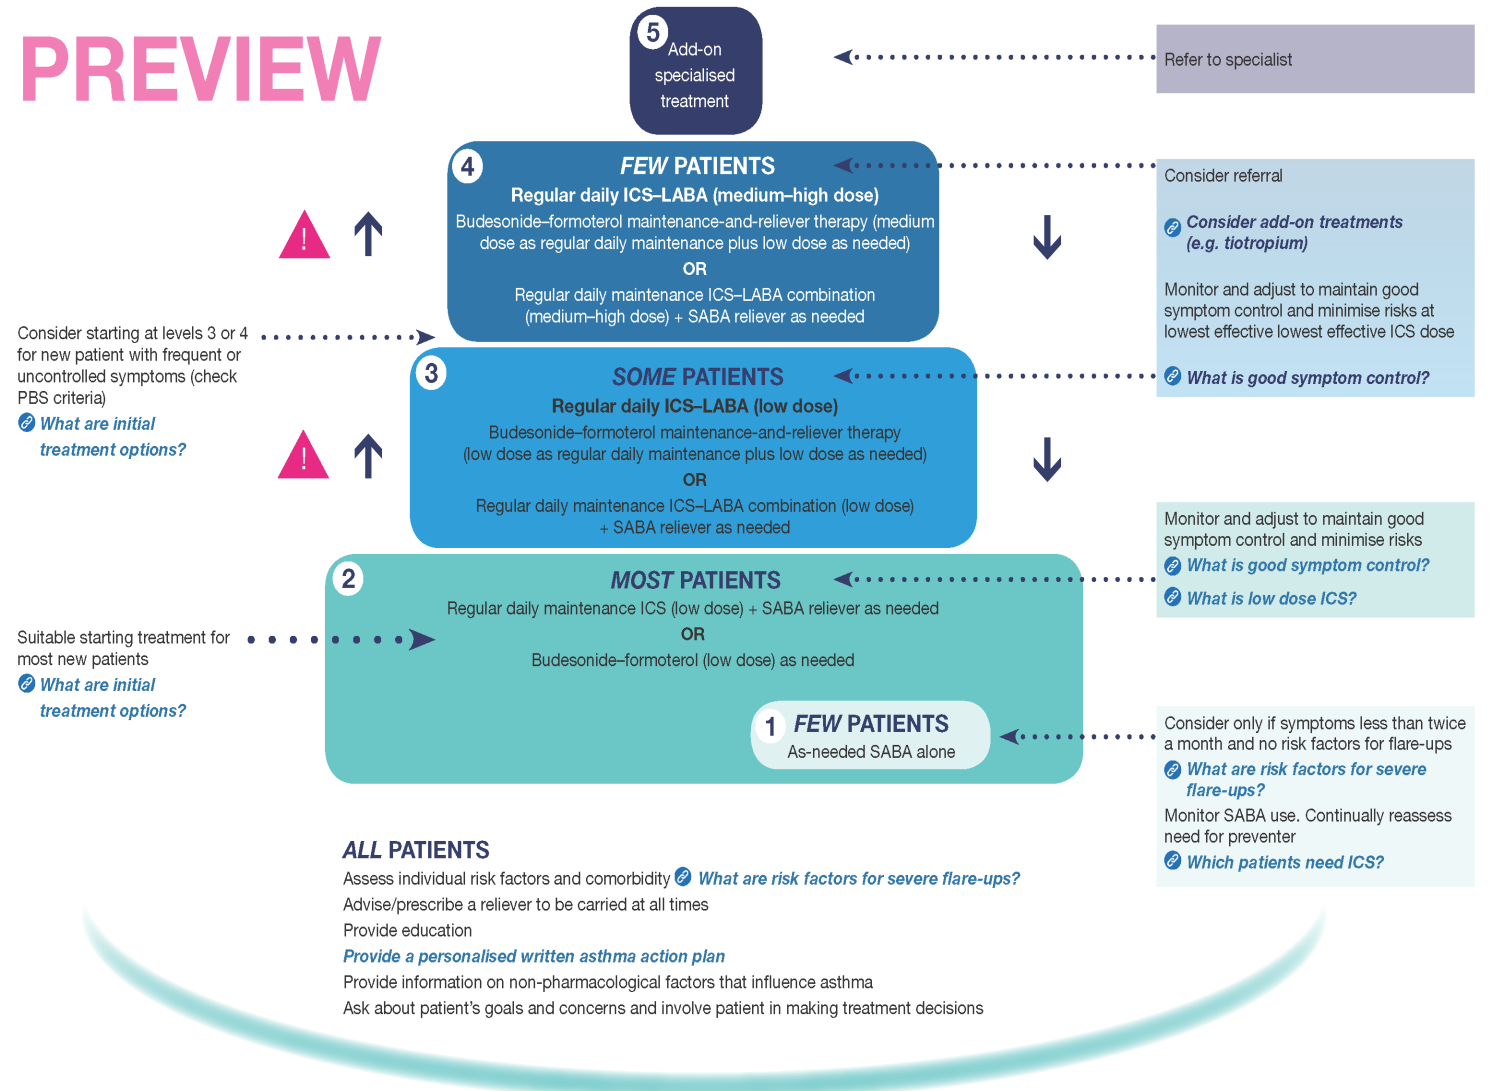 PREVIEW
5
Add-on
specialised
treatment
Refer to specialist
4
FEW PATIENTS
Regular daily ICS–LABA (medium–high dose)
Budesonide–formoterol maintenance-and-reliever therapy (medium
dose as regular daily maintenance plus low dose as needed)
OR
Regular daily maintenance ICS–LABA combination
(medium–high dose) + SABA reliever as needed
!
Consider referral
Consider add-on treatments
(e.g. tiotropium)
Monitor and adjust to maintain good
symptom control and minimise risks at
lowest effective lowest effective ICS dose
What is good symptom control?
Consider starting at levels 3 or 4
for new patient with frequent or
uncontrolled symptoms (check
PBS criteria)
What are initial
treatment options?
3
SOME PATIENTS
Regular daily ICS–LABA (low dose)
Budesonide–formoterol maintenance-and-reliever therapy
(low dose as regular daily maintenance plus low dose as needed)
OR
Regular daily maintenance ICS–LABA combination (low dose)
+ SABA reliever as needed
!
2
MOST PATIENTS
Regular daily maintenance ICS (low dose) + SABA reliever as needed
OR
Budesonide–formoterol (low dose) as needed
Monitor and adjust to maintain good
symptom control and minimise risks
What is good symptom control?
What is low dose ICS?
Suitable starting treatment for
most new patients
What are initial
treatment options?
1
FEW PATIENTS
As-needed SABA alone
Consider only if symptoms less than twice
a month and no risk factors for flare-ups
What are risk factors for severe
flare-ups?
Monitor SABA use. Continually reassess
need for preventer
Which patients need ICS?
ALL PATIENTS
Assess individual risk factors and comorbidity What are risk factors for severe flare-ups?
Advise/prescribe a reliever to be carried at all times
Provide education
Provide a personalised written asthma action plan
Provide information on non-pharmacological factors that influence asthma
Ask about patient's goals and concerns and involve patient in making treatment decisions